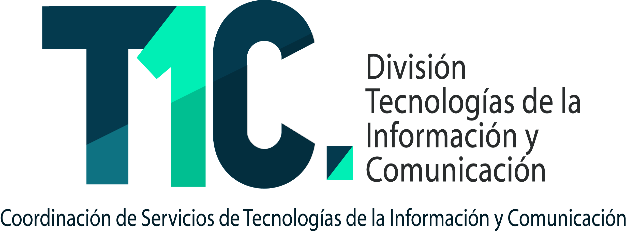 T1C.
División
Tecnologías de la
Información y
Comunicación
Coordinación de Servicios de Tecnologías de la Información y Comunicación